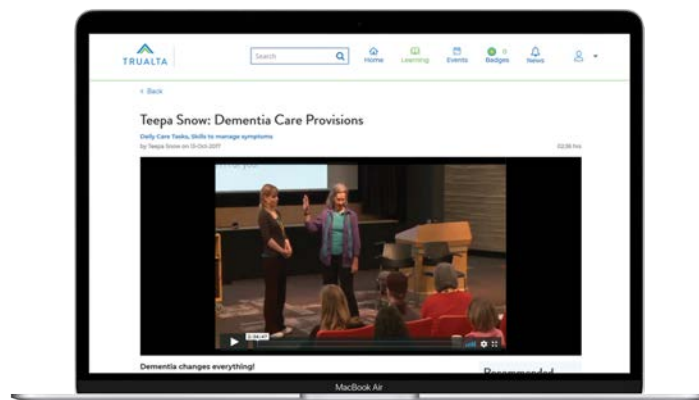 TRUALTA
Search
Home
Learning
Events
0
Badges
News
< Back
Teepa Snow: Dementia Care Provisions
Daily Care Tasks, Skills to manage symptoms
by Teepa Snow on 13-Oct-2017
02:56 hrs
you.
Dementia changes everything!
Recommended
MacBook Air